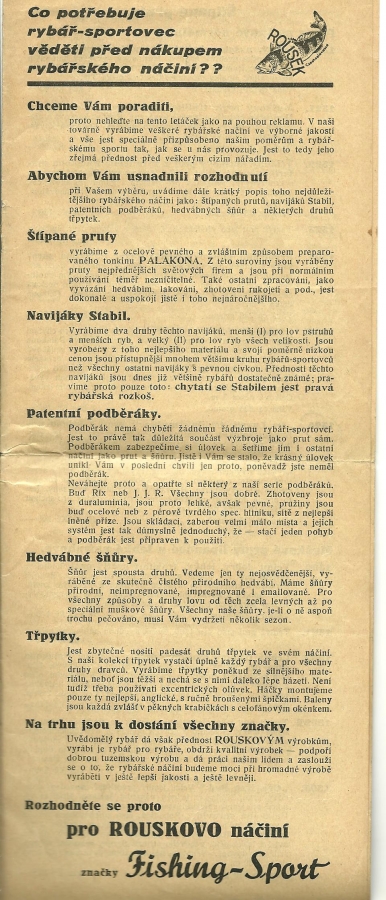 Co potřebuje
rybář-sportovec
věděti před nákupem
rybářského náčiní??
ROUSEK
Chceme Vám poraditi,
proto nehleďte na tento letáček jako na pouhou reklamu. V naší
továrně vyrábíme veškeré rybářské náčiní ve výborné jakosti
a vše jest speciálně přizpůsobeno našim poměrům a rybář-
skému sportu tak, jak se u nás provozuje. Jest to tedy jeho
zřejmá přednost před veškerým cizím nářadím.
Abychom Vám usnadnili rozhodnutí
při Vašem výběru, uvádíme dále krátký popis toho nejdůleži-
tějšího rybářského náčiní jako: štípaných prutů, navijáků Stabil,
patentních podběráků, hedvábných šňůr a některých druhů
třpytek.
Štípané pruty
vyrábíme z ocelově pevného a zvláštním způsobem preparo-
vaného tonkinu PALAKONA. Z této suroviny jsou vyráběny
pruty nejpřednějších světových firem a jsou při normálním
používání téměř nezničitelné. Také ostatní zpracování, jako
vyvázání hedvábím, lakování, zhotovení rukojeti a pod., jest
dokonalé a uspokojí jistě i toho nejnáročnějšího.
Navijáky Stabil.
Vyrábíme dva druhy těchto navijáků, menší (I) pro lov pstruhů
a menších ryb, a velký (II) pro lov ryb všech velikostí. Jsou
vyrobeny z toho nejlepšího materiálu a svojí poměrně nízkou
cenou jsou přístupnější mnohem většímu kruhu rybářů-sportovců
než všechny ostatní navijáky s pevnou cívkou. Přednosti těchto
navijáků jsou dnes již většině rybářů dostatečně známé; pra-
víme proto pouze toto: chytati se Stabilem jest pravá
rybářská rozkoš.
Patentní podběráky.
Podběrák nemá chyběti žádnému řádnému rybáři-sportovci.
Jest to právě tak důležitá součást výzbroje jako prut sám.
Podběrákem zabezpečíme si úlovek a šetříme jím i ostatní
náčiní jako prut a šňůru. Jistě i Vám se stalo, že krásný úlovek
unikl Vám v poslední chvíli jen proto, poněvadž jste neměl
podběrák.
Neváhejte proto a opatřte si některý z naší serie podběráků.
Buď Rix neb J. J. R. Všechny jsou dobré. Zhotoveny jsou
z duraluminia, jsou proto lehké, avšak pevné, pružiny jsou
buď ocelové neb z pérově tvrdého spec. hliníku, sítě z nejlepší
lněné příze. Jsou skládací, zaberou velmi málo místa a jejich
systém jest tak důmyslně jednoduchý, že — stačí jeden pohyb
a podběrák jest připraven k použití.
Hedvábné šňůry.
Šňůr jest spousta druhů. Vedeme jen ty nejosvědčenější, vy-
ráběné ze skutečně čistého přírodního hedvábí. Máme šňůry
přírodní, neimpregnované, impregnované i emailované. Pro
všechny způsoby a druhy lovu od těch zcela levných až po
speciální muškové šňůry. Všechny naše šňůry, je-li o ně aspoň
trochu pečováno, musí Vám vydržeti několik sezon.
Třpytky.
Jest zbytečné nositi padesát druhů třpytek ve svém náčiní.
S naší kolekcí třpytek vystačí úplně každý rybář a pro všechny
druhy dravců. Vyrábíme třpytky poněkud ze silnějšího mate-
riálu, neboť jsou těžší a nechá se s nimi daleko lépe házeti. Není
tudíž třeba používati excentrických olivek. Háčky montujeme
pouze ty nejlepší, anglické, s ručně broušenými špičkami. Baleny
jsou každá zvlášť v pěkných krabičkách s celofánovým okénkem.
Na trhu jsou k dostání všechny značky.
Uvědomělý rybář dá však přednost ROUSKOVÝM výrobkům,
vyrábí je rybář pro rybáře, obdrží kvalitní výrobek — podpoří
dobrou tuzemskou výrobu a dá práci našim lidem a zaslouží
se o to, že rybářské náčiní budeme moci při hromadné výrobě
vyráběti v ještě lepší jakosti a ještě levněji.
Rozhodněte se proto
pro ROUSKOVO náčiní
značky Fishing-Sport